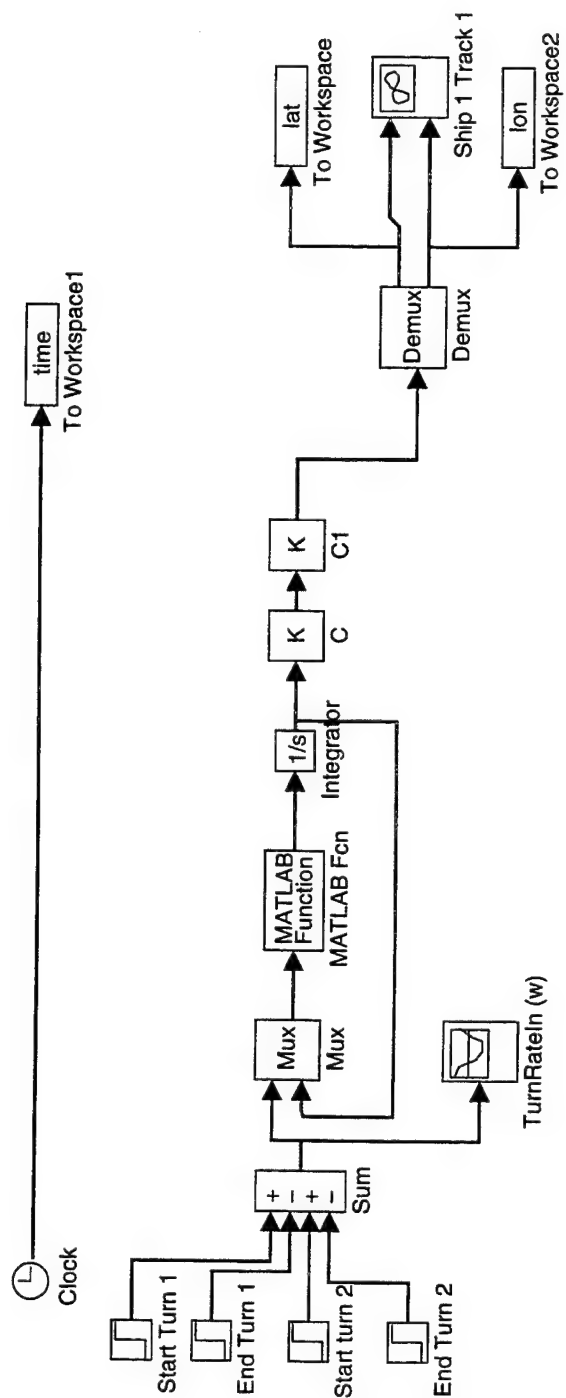 Clock
time
To Workspace1
Start Turn 1
End Turn 1
Start turn 2
End Turn 2
+
−
+
−
Sum
TurnRateIn (w)
Mux
Mux
MATLAB
Function
MATLAB Fcn
1/s
Integrator
K
C
K
C1
Demux
Demux
lat
To Workspace
Ship 1 Track 1
lon
To Workspace2